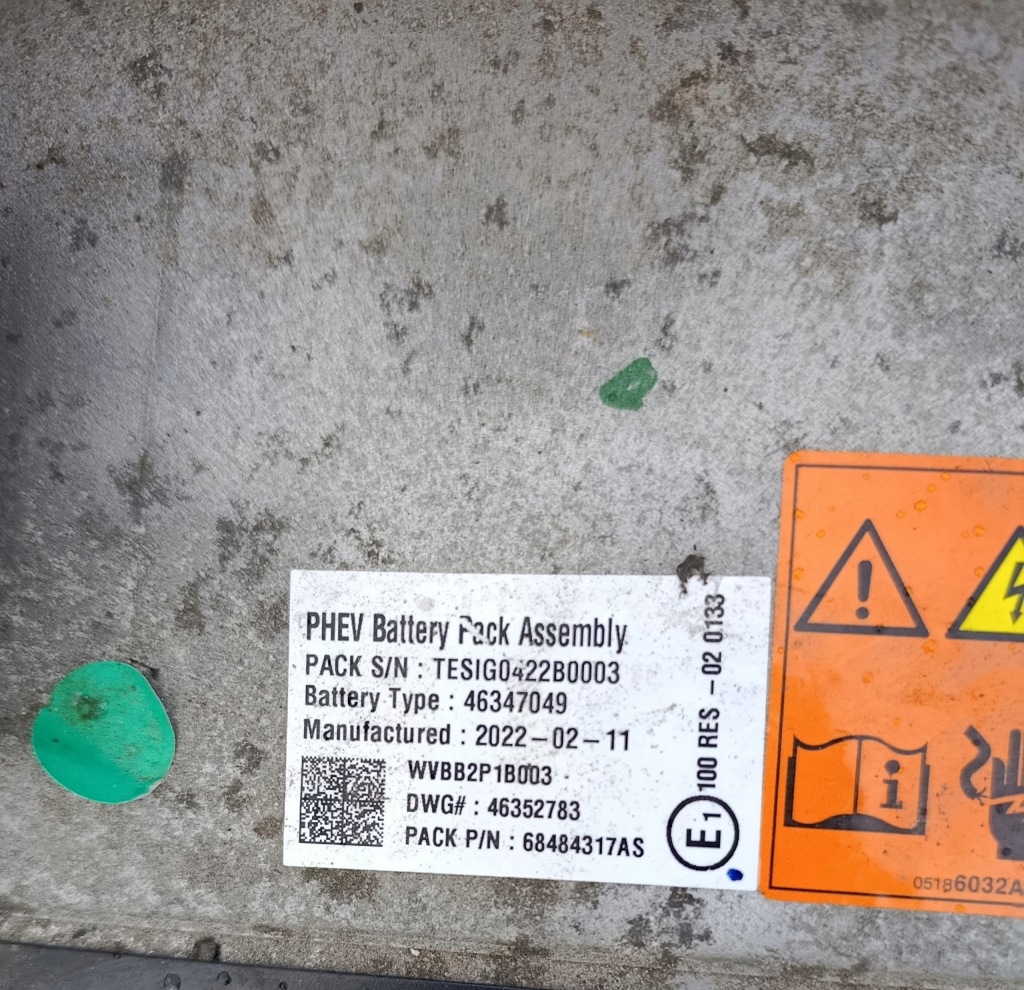 PHEV Battery Pack Assembly
PACK S/N : TESIG0422B0003
Battery Type : 46347049
Manufactured : 2022-02-11
WVBB2P1B003
DWG# : 46352783
PACK P/N : 68484317AS
100 RES - 02 0133
E1
05186032A